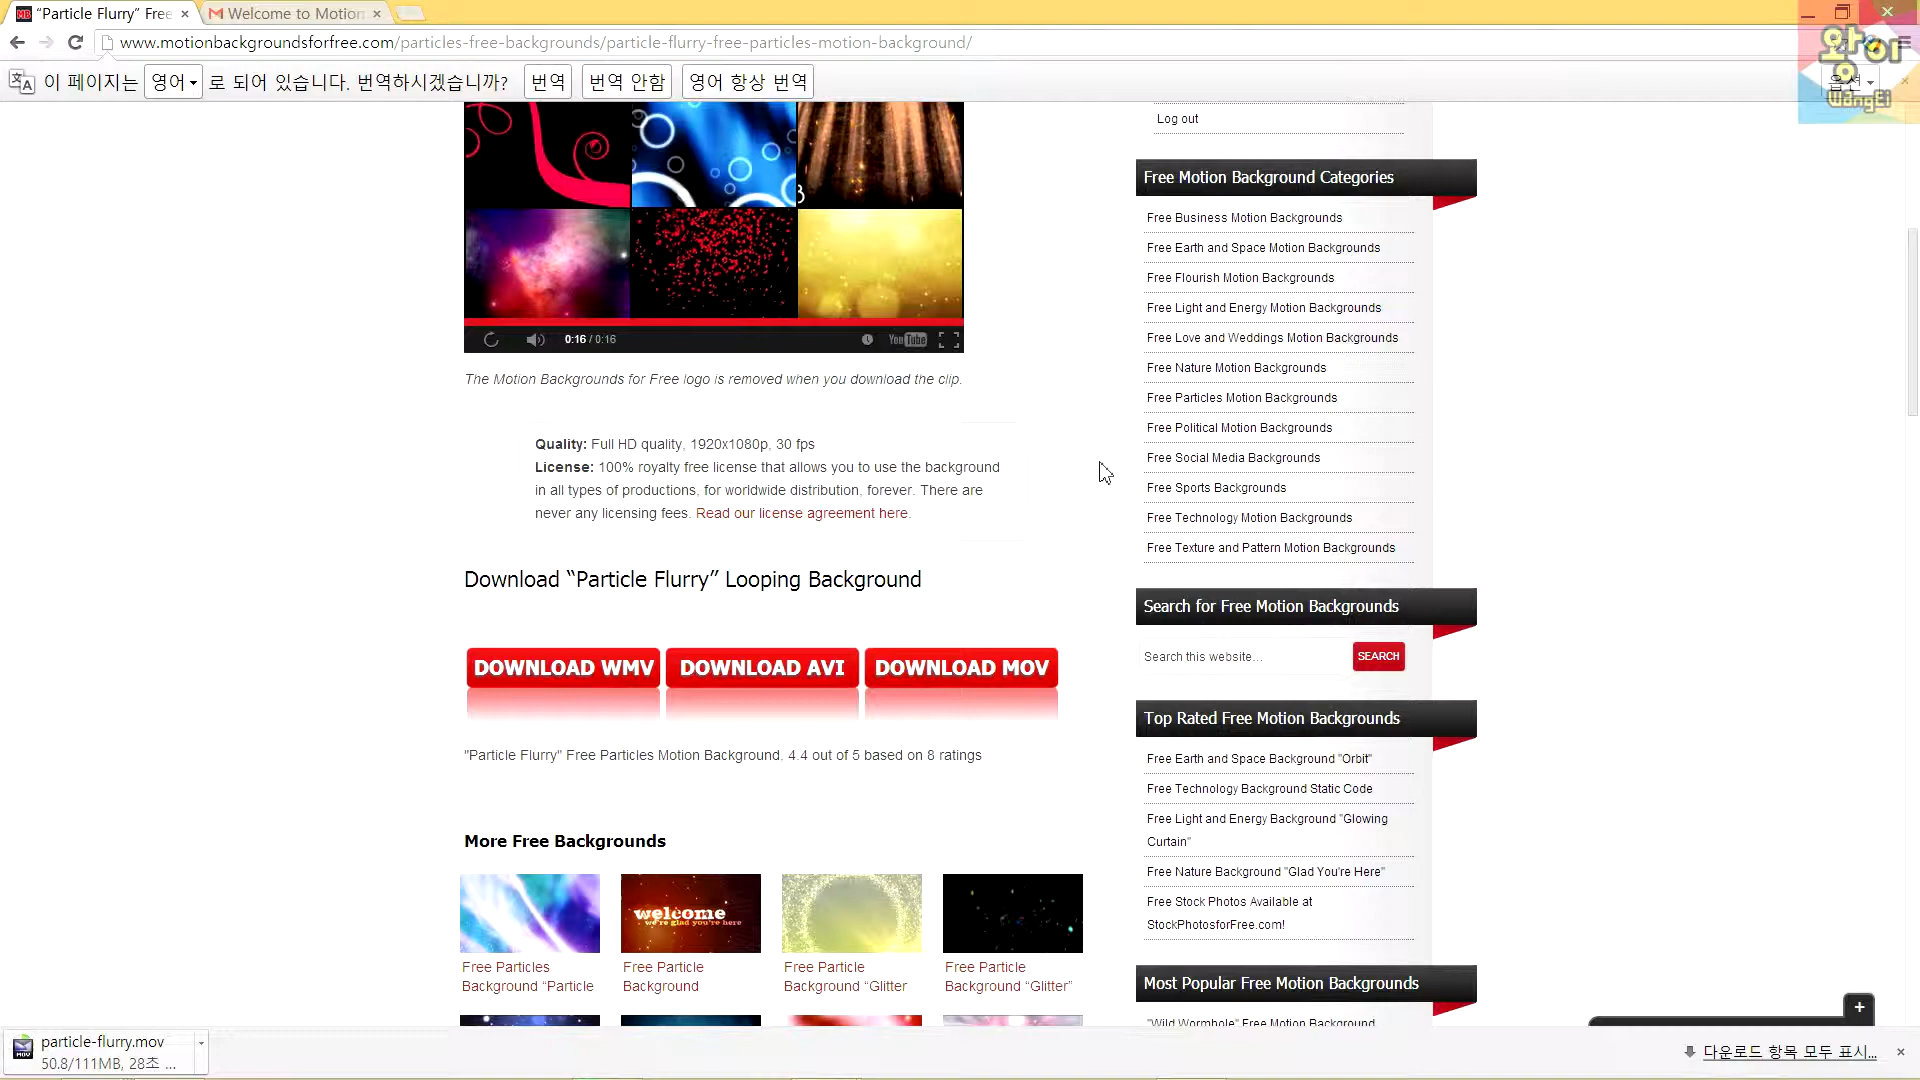 "Particle Flurry" Free
Welcome to Motion
www.motionbackgroundsforfree.com/particles-free-backgrounds/particle-flurry-free-particles-motion-background/
이 페이지는 영어 로 되어 있습니다. 번역하시겠습니까? 번역 번역 안함 영어 항상 번역 옵션
왕이
WangEi
0:16 / 0:16
YouTube
The Motion Backgrounds for Free logo is removed when you download the clip.
Quality: Full HD quality, 1920x1080p, 30 fps
License: 100% royalty free license that allows you to use the background
in all types of productions, for worldwide distribution, forever. There are
never any licensing fees. Read our license agreement here.
Download “Particle Flurry” Looping Background
DOWNLOAD WMV DOWNLOAD AVI DOWNLOAD MOV
"Particle Flurry" Free Particles Motion Background, 4.4 out of 5 based on 8 ratings
More Free Backgrounds
welcome
we're glad you're here
Free Particles
Background “Particle
Free Particle
Background
Free Particle
Background “Glitter
Free Particle
Background “Glitter”
Log out
Free Motion Background Categories
Free Business Motion Backgrounds
Free Earth and Space Motion Backgrounds
Free Flourish Motion Backgrounds
Free Light and Energy Motion Backgrounds
Free Love and Weddings Motion Backgrounds
Free Nature Motion Backgrounds
Free Particles Motion Backgrounds
Free Political Motion Backgrounds
Free Social Media Backgrounds
Free Sports Backgrounds
Free Technology Motion Backgrounds
Free Texture and Pattern Motion Backgrounds
Search for Free Motion Backgrounds
Search this website…
SEARCH
Top Rated Free Motion Backgrounds
Free Earth and Space Background "Orbit"
Free Technology Background Static Code
Free Light and Energy Background "Glowing
Curtain"
Free Nature Background "Glad You're Here"
Free Stock Photos Available at
StockPhotosforFree.com!
Most Popular Free Motion Backgrounds
"Wild Wormhole" Free Motion Background
particle-flurry.mov
50.8/111MB, 28초 ...
다운로드 항목 모두 표시...